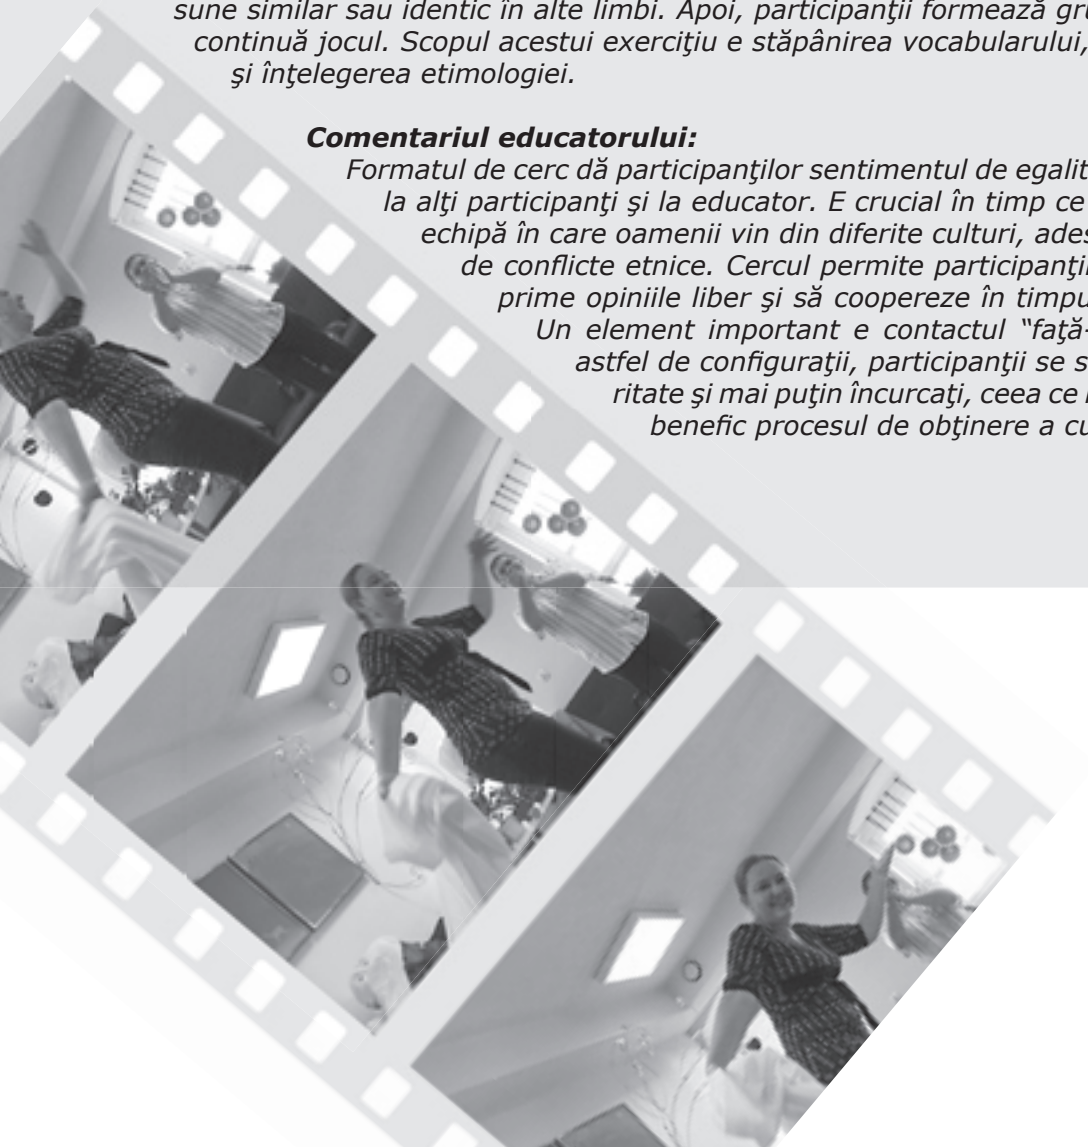 sune similar sau identic în alte limbi. Apoi, participanţii formează gru
continuă jocul. Scopul acestui exerciţiu e stăpânirea vocabularului,
şi înţelegerea etimologiei.
Comentariul educatorului:
Formatul de cerc dă participanţilor sentimentul de egalit
la alţi participanţi şi la educator. E crucial în timp ce
echipă în care oamenii vin din diferite culturi, ades
de conflicte etnice. Cercul permite participanţil
prime opiniile liber şi să coopereze în timpu
Un element important e contactul “faţă-
astfel de configuraţii, participanţii se s
ritate şi mai puţin încurcaţi, ceea ce
benefic procesul de obţinere a cu